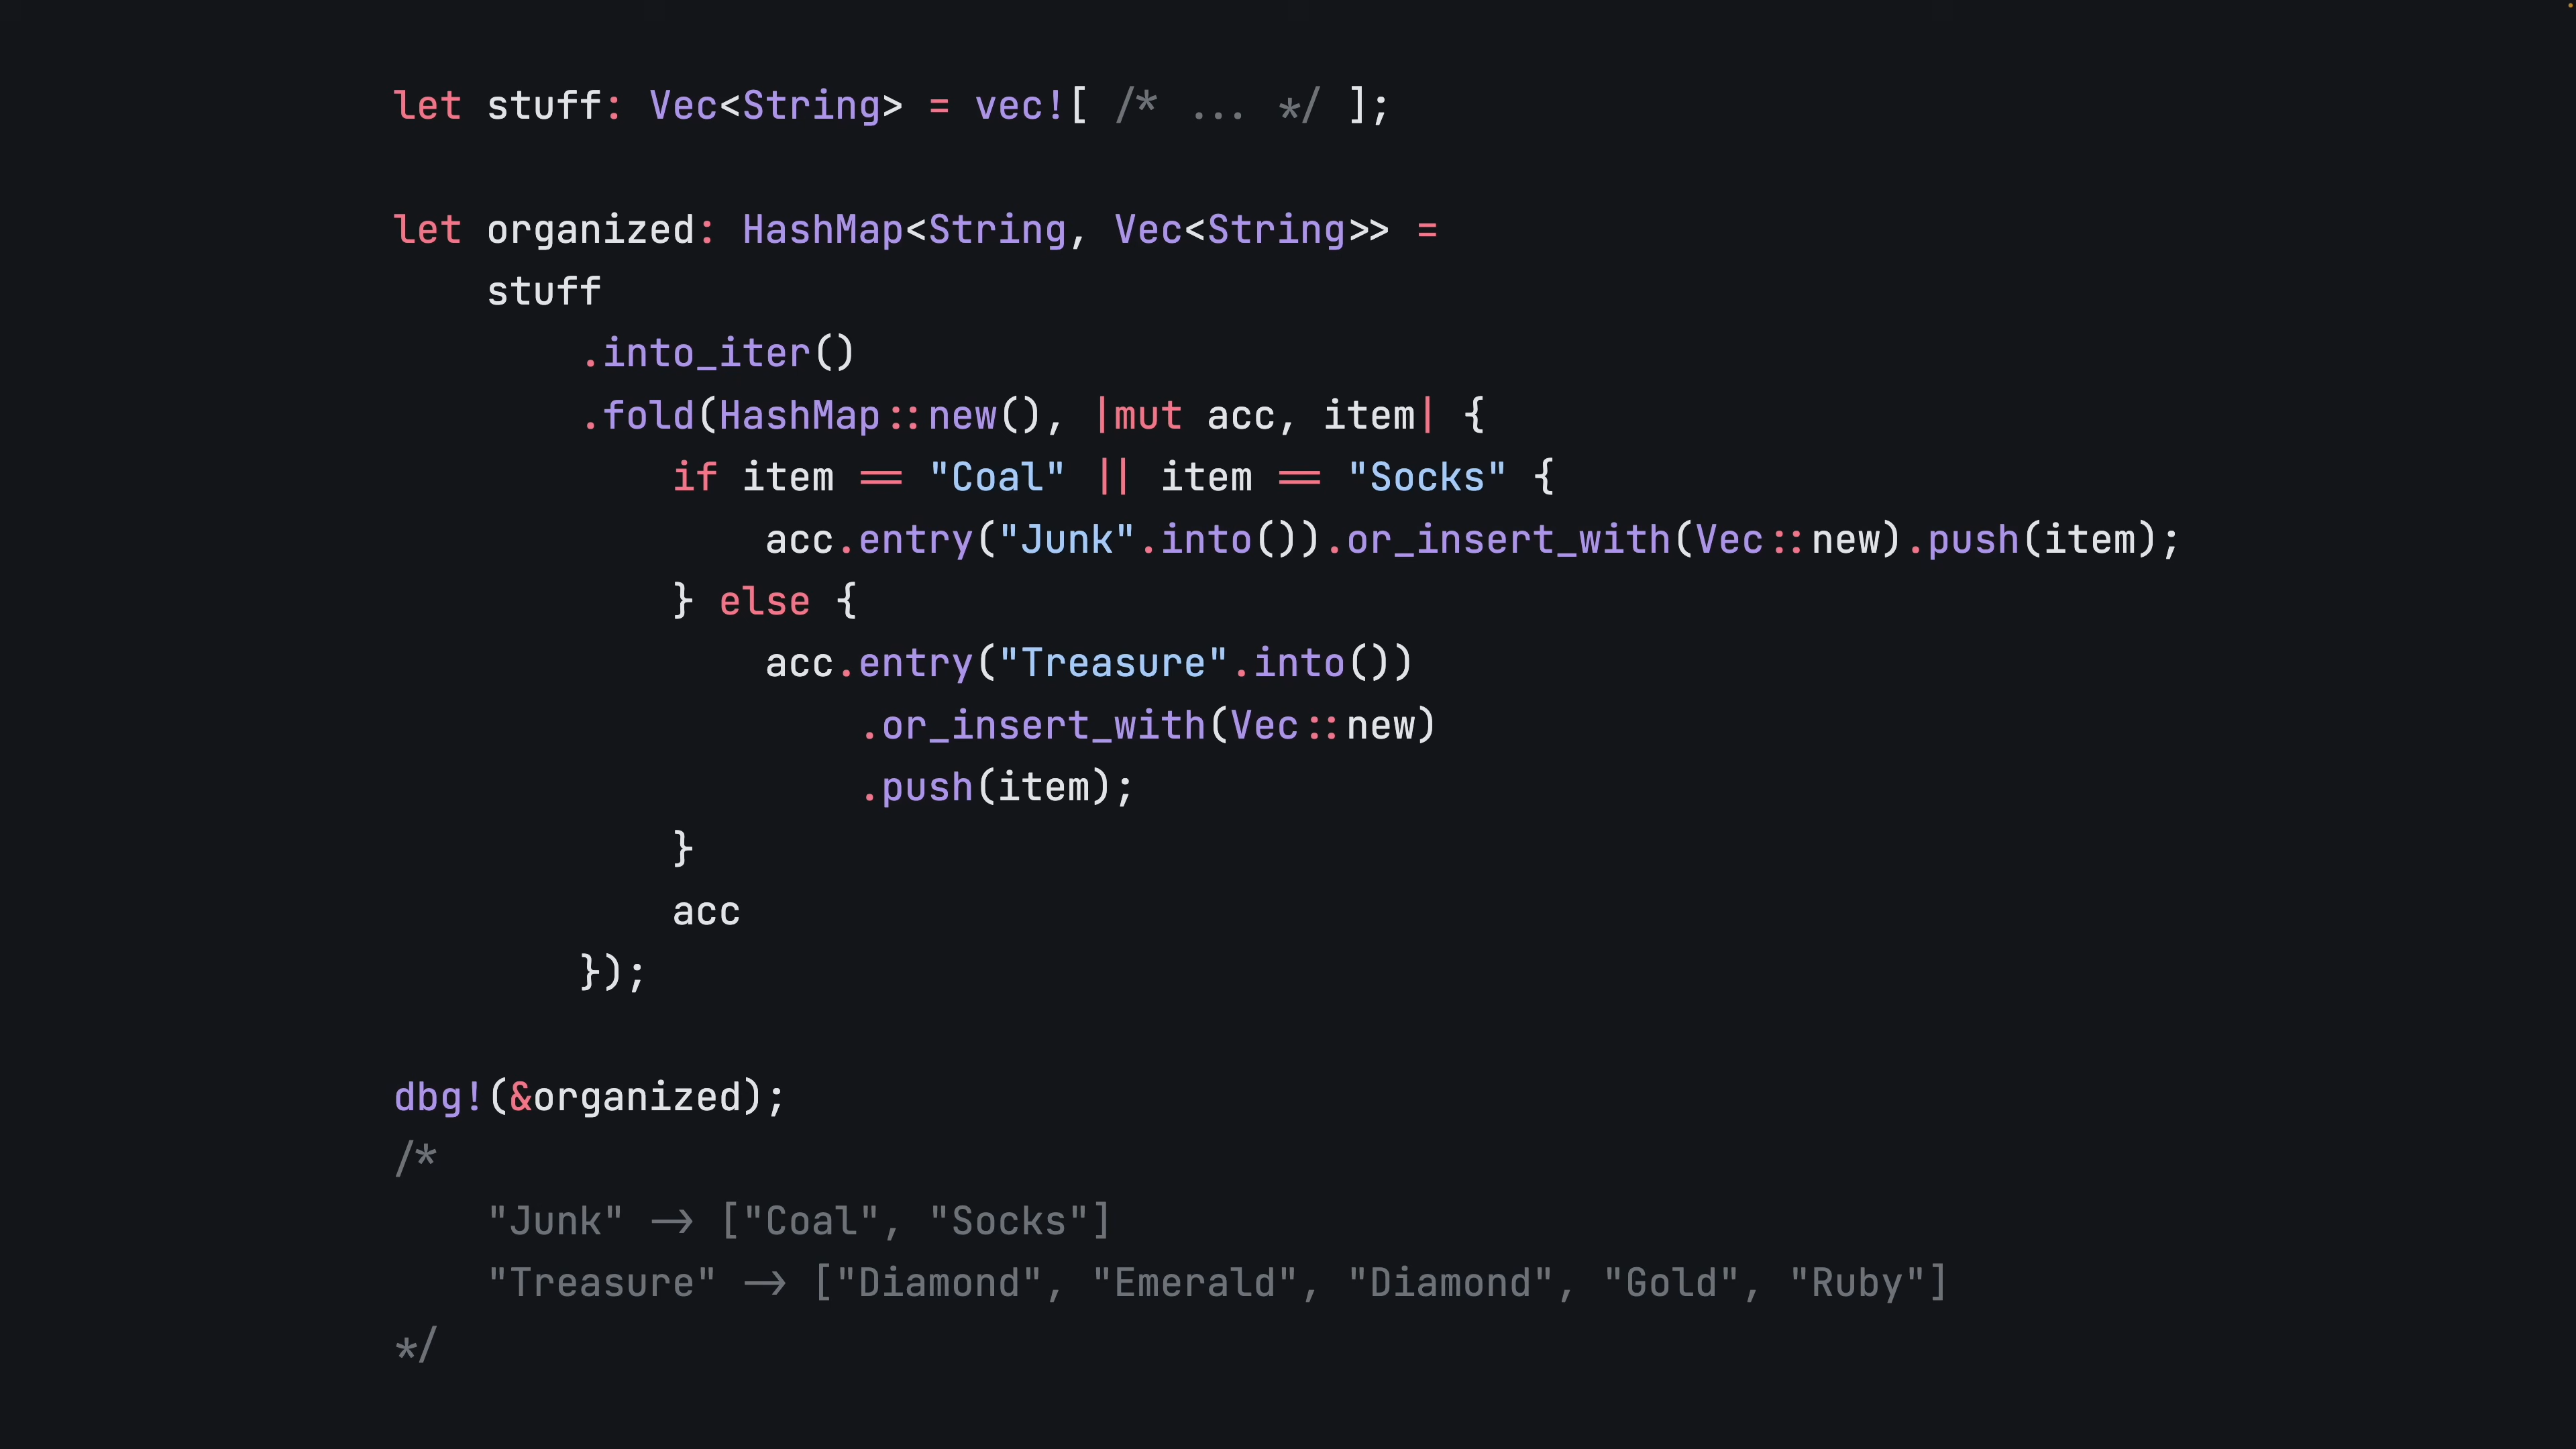 let stuff: Vec<String> = vec![ /* ... */ ];
let organized: HashMap<String, Vec<String>> =
stuff
.into_iter()
.fold(HashMap::new(), |mut acc, item| {
if item == "Coal" || item == "Socks" {
acc.entry("Junk".into()).or_insert_with(Vec::new).push(item);
} else {
acc.entry("Treasure".into())
.or_insert_with(Vec::new)
.push(item);
}
acc
});
dbg!(&organized);
/*
"Junk" -> ["Coal", "Socks"]
"Treasure" -> ["Diamond", "Emerald", "Diamond", "Gold", "Ruby"]
*/